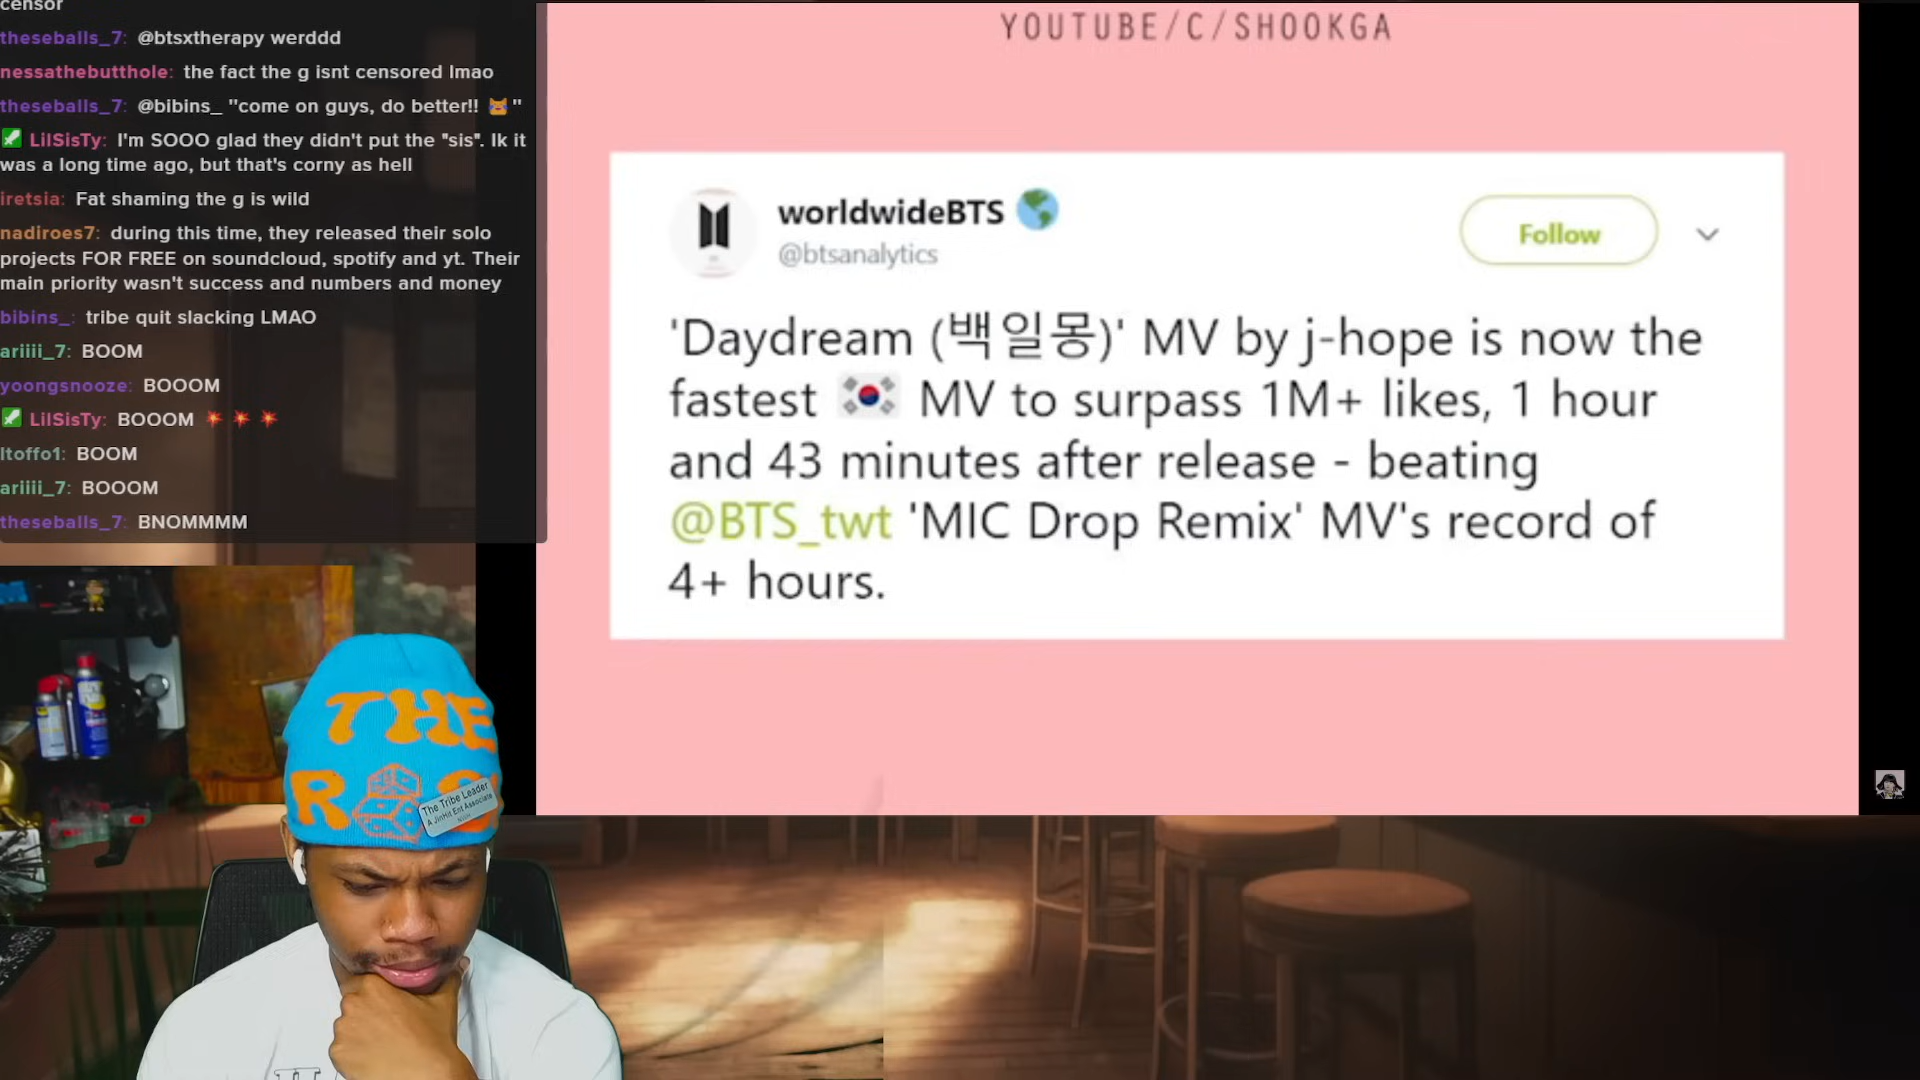 censor
theseballs_7: @btsxtherapy werddd
nessathebutthole: the fact the g isnt censored lmao
theseballs_7: @bibins_ "come on guys, do better!! 😹"
LilSisTy: I'm SOOO glad they didn't put the "sis". Ik it
was a long time ago, but that's corny as hell
iretsia: Fat shaming the g is wild
nadiroes7: during this time, they released their solo
projects FOR FREE on soundcloud, spotify and yt. Their
main priority wasn't success and numbers and money
bibins_: tribe quit slacking LMAO
ariiii_7: BOOM
yoongsnooze: BOOOM
LilSisTy: BOOOM 💥 💥 💥
ltoffo1: BOOM
ariiii_7: BOOOM
theseballs_7: BNOMMMM
YOUTUBE/C/SHOOKGA
worldwideBTS 🌎
@btsanalytics
Follow
'Daydream (백일몽)' MV by j-hope is now the
fastest 🇰🇷 MV to surpass 1M+ likes, 1 hour
and 43 minutes after release - beating
@BTS_twt 'MIC Drop Remix' MV's record of
4+ hours.
THE
R
The Tribe Leader
A JinHit Ent Associate